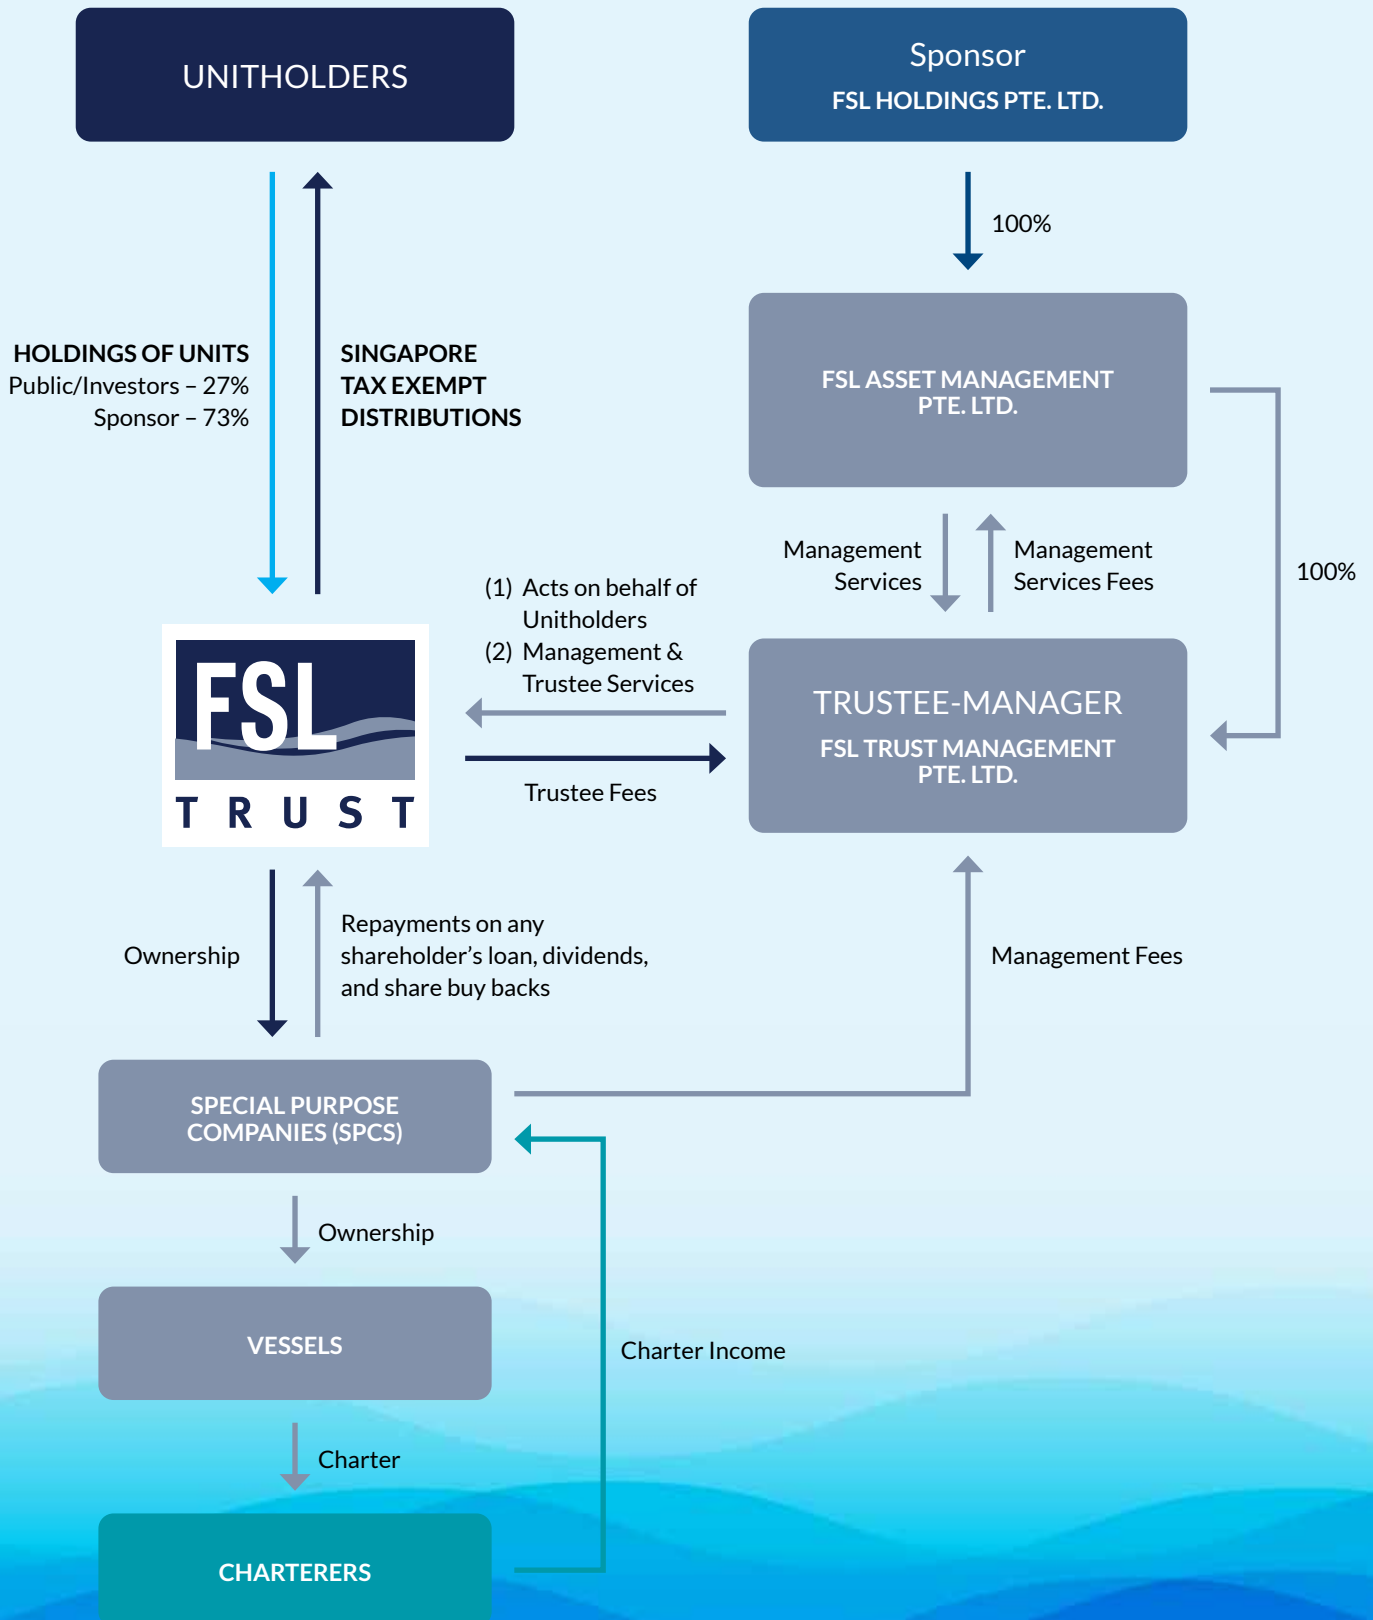 UNITHOLDERS
Sponsor
FSL HOLDINGS PTE. LTD.
100%
HOLDINGS OF UNITS
Public/Investors – 27%
Sponsor – 73%
SINGAPORE
TAX EXEMPT
DISTRIBUTIONS
FSL ASSET MANAGEMENT
PTE. LTD.
Management
Services
Management
Services Fees
100%
(1) Acts on behalf of
Unitholders
(2) Management &
Trustee Services
FSL
TRUST
TRUSTEE-MANAGER
FSL TRUST MANAGEMENT
PTE. LTD.
Trustee Fees
Ownership
Repayments on any
shareholder’s loan, dividends,
and share buy backs
Management Fees
SPECIAL PURPOSE
COMPANIES (SPCS)
Ownership
VESSELS
Charter Income
Charter
CHARTERERS